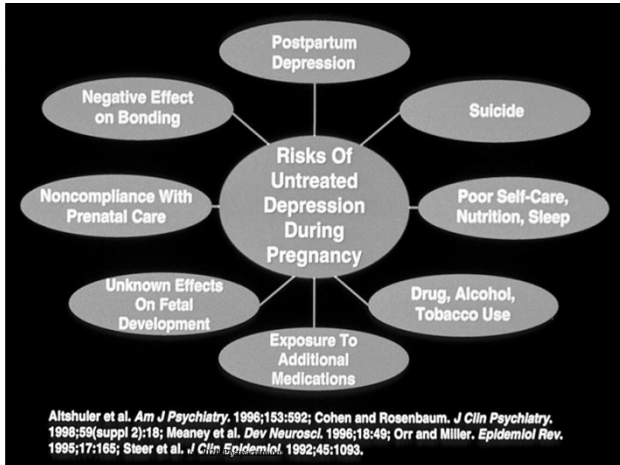 Postpartum
Depression
Negative Effect
on Bonding
Suicide
Risks Of
Untreated
Depression
During
Pregnancy
Noncompliance With
Prenatal Care
Poor Self-Care,
Nutrition, Sleep
Unknown Effects
On Fetal
Development
Drug, Alcohol,
Tobacco Use
Exposure To
Additional
Medications
Altshuler et al. Am J Psychiatry. 1996;153:592; Cohen and Rosenbaum. J Clin Psychiatry.
1998;59(suppl 2):18; Meaney et al. Dev Neurosci. 1996;18:49; Orr and Miller. Epidemiol Rev.
1995;17:165; Steer et al. J Clin Epidemiol. 1992;45:1093.